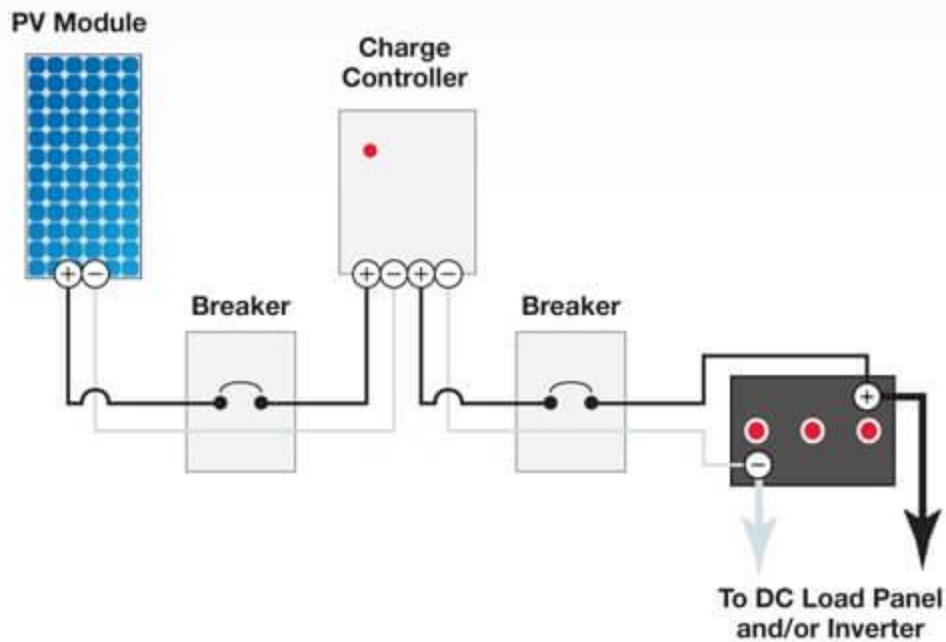 PV Module
Charge
Controller
+ −
+ − + −
Breaker
Breaker
+
−
To DC Load Panel
and/or Inverter